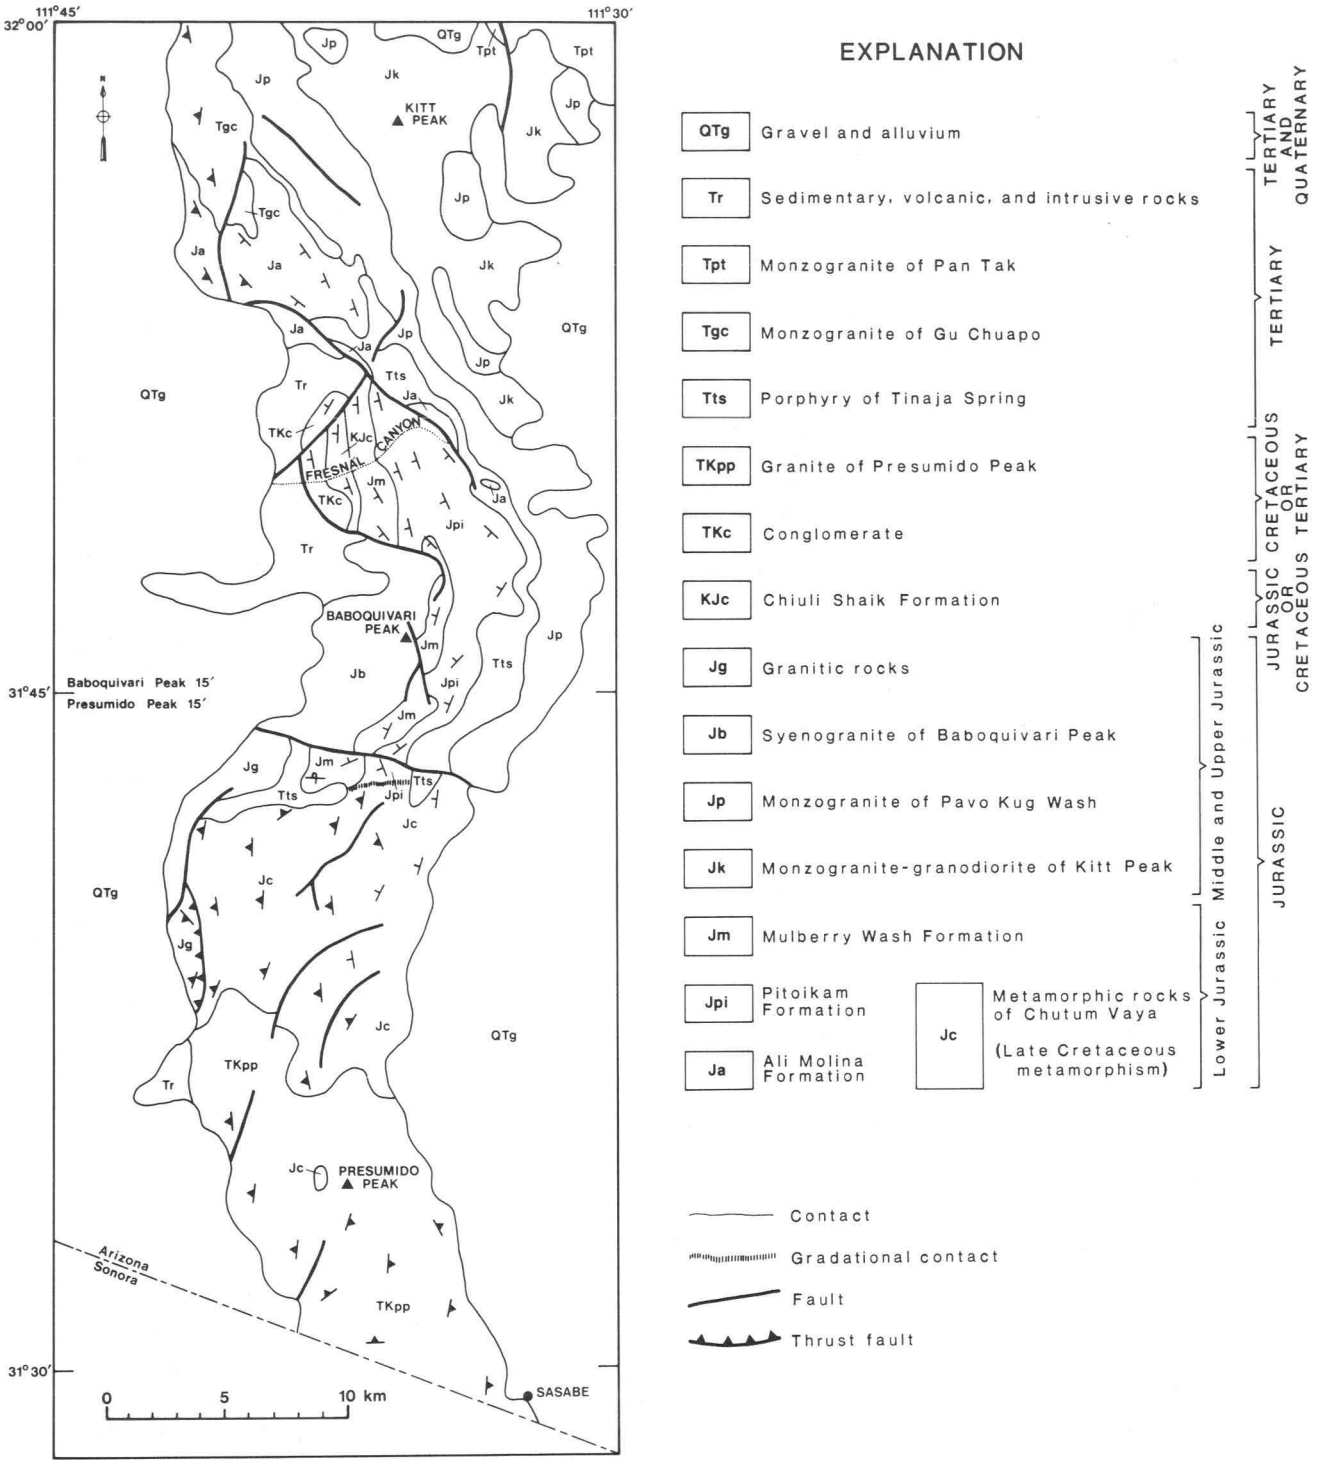 111°45′
111°30′
32°00′
N
Jp
QTg
Tpt
Tpt
Jp
Jk
KITT
PEAK
Jp
Jk
Tgc
Jp
Tgc
Ja
Ja
Jk
QTg
Ja
Jp
Ja
Jp
Tr
Tts
QTg
Ja
Jk
TKc
KJc
FRESNAL CANYON
Jm
TKc
Ja
Jpi
Tr
BABOQUIVARI
PEAK
Jp
Jm
Tts
Jb
Jpi
Baboquivari Peak 15′
31°45′
Presumido Peak 15′
Jm
Jg
Jm
Tts
Tts
Jpi
Jc
QTg
Jc
Jg
QTg
Jc
TKpp
Tr
Jc
PRESUMIDO
PEAK
Arizona
Sonora
TKpp
31°30′
SASABE
0 5 10 km
EXPLANATION
QTg Gravel and alluvium
Tr Sedimentary, volcanic, and intrusive rocks
Tpt Monzogranite of Pan Tak
Tgc Monzogranite of Gu Chuapo
Tts Porphyry of Tinaja Spring
TKpp Granite of Presumido Peak
TKc Conglomerate
KJc Chiuli Shaik Formation
Jg Granitic rocks
Jb Syenogranite of Baboquivari Peak
Jp Monzogranite of Pavo Kug Wash
Jk Monzogranite-granodiorite of Kitt Peak
Jm Mulberry Wash Formation
Jpi Pitoikam
Formation
Ja Ali Molina
Formation
Jc Metamorphic rocks
of Chutum Vaya
(Late Cretaceous
metamorphism)
TERTIARY
AND
QUATERNARY
TERTIARY
CRETACEOUS
OR
TERTIARY
JURASSIC
OR
CRETACEOUS
Middle and Upper Jurassic
Lower Jurassic
JURASSIC
Contact
Gradational contact
Fault
Thrust fault